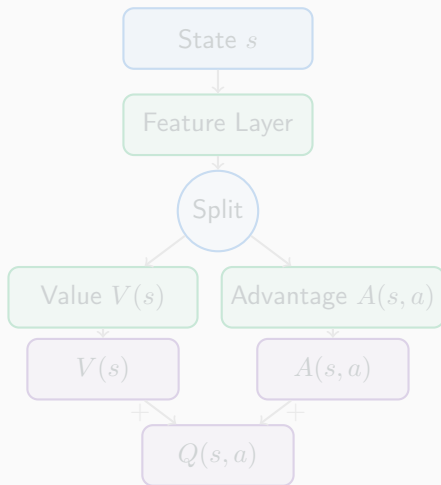 State s
Feature Layer
Split
Value V(s)
Advantage A(s, a)
V(s)
A(s, a)
+
+
Q(s, a)